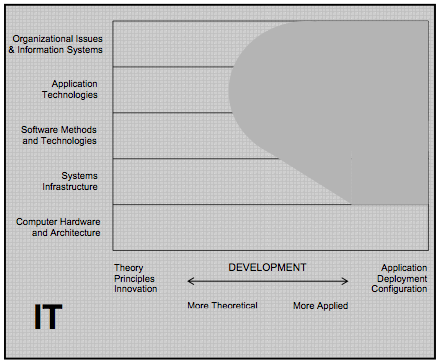 Organizational Issues
& Information Systems
Application
Technologies
Software Methods
and Technologies
Systems
Infrastructure
Computer Hardware
and Architecture
Theory
Principles
Innovation
DEVELOPMENT
More Theoretical
More Applied
Application
Deployment
Configuration
IT